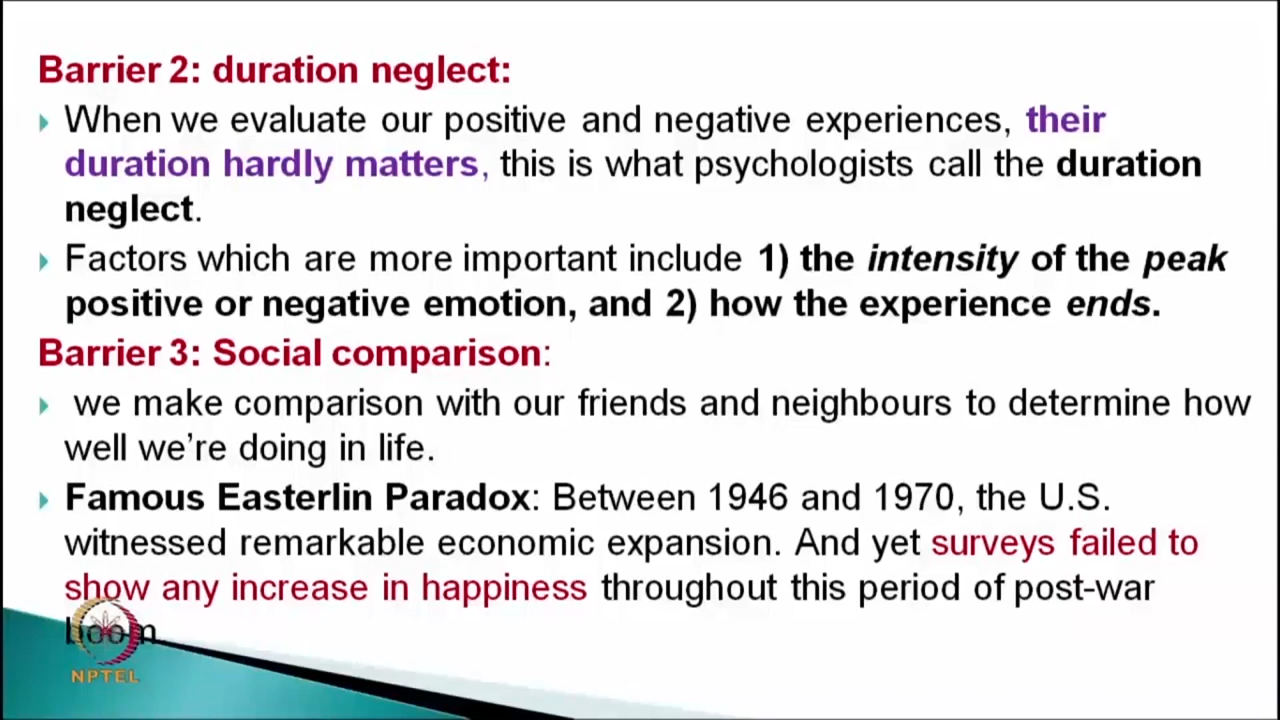 Barrier 2: duration neglect:
When we evaluate our positive and negative experiences, their
duration hardly matters, this is what psychologists call the duration
neglect.
Factors which are more important include 1) the intensity of the peak
positive or negative emotion, and 2) how the experience ends.
Barrier 3: Social comparison:
we make comparison with our friends and neighbours to determine how
well we're doing in life.
Famous Easterlin Paradox: Between 1946 and 1970, the U.S.
witnessed remarkable economic expansion. And yet surveys failed to
show any increase in happiness throughout this period of post-war
boom.
NPTEL